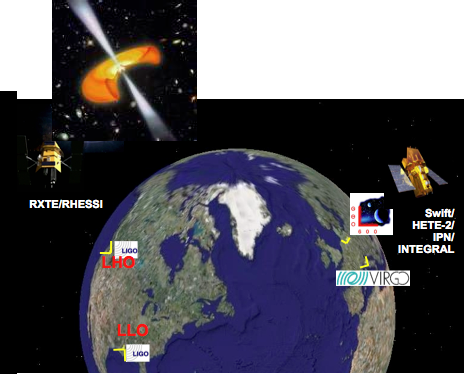 RXTE/RHESSI
Swift/
HETE-2/
IPN/
INTEGRAL
GEO
600
VIRGO
LIGO
LHO
LLO
LIGO